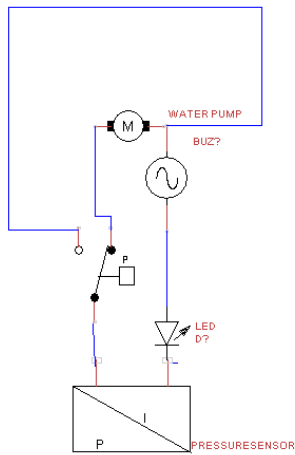 WATER PUMP
M
BUZ?
P
LED
D?
I
P
PRESSURESENSOR